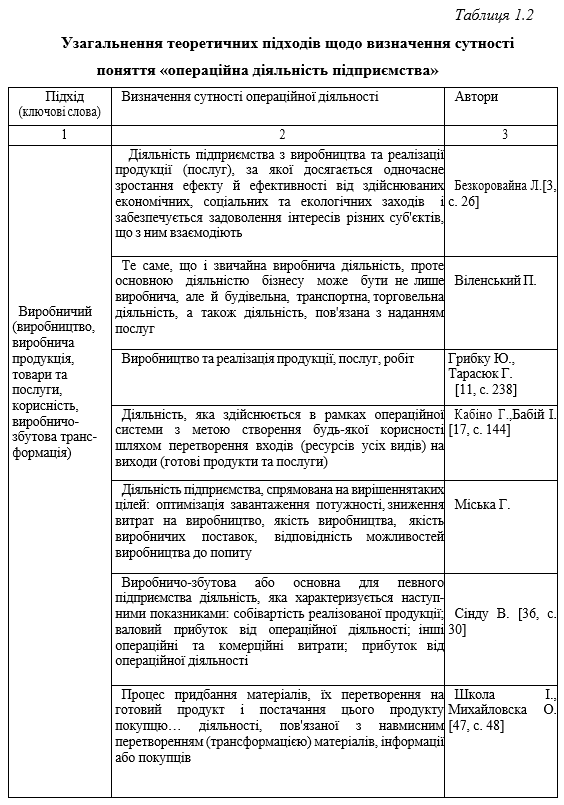 Таблиця 1.2
Узагальнення теоретичних підходів щодо визначення сутності
поняття «операційна діяльність підприємства»
Підхід
(ключові слова)
Визначення сутності операційної діяльності
Автори
1
2
3
Виробничий
(виробництво,
виробнича
продукція,
товари та
послуги,
корисність,
виробничо-
збутова транс-
формація)
Діяльність підприємства з виробництва та реалізації
продукції (послуг), за якої досягається одночасне
зростання ефекту й ефективності від здійснюваних
економічних, соціальних та екологічних заходів і
забезпечується задоволення інтересів різних суб'єктів,
що з ним взаємодіють
Безкоровайна Л.[3,
с. 26]
Те саме, що і звичайна виробнича діяльність, проте
основною діяльністю бізнесу може бути не лише
виробнича, але й будівельна, транспортна, торговельна
діяльність, а також діяльність, пов'язана з наданням
послуг
Віленський П.
Виробництво та реалізація продукції, послуг, робіт
Грибку Ю.,
Тарасюк Г.
[11, с. 238]
Діяльність, яка здійснюється в рамках операційної
системи з метою створення будь-якої корисності
шляхом перетворення входів (ресурсів усіх видів) на
виходи (готові продукти та послуги)
Кабіно Г.,Бабій І.
[17, с. 144]
Діяльність підприємства, спрямована на вирішеннятаких
цілей: оптимізація завантаження потужності, зниження
витрат на виробництво, якість виробництва, якість
виробничих поставок, відповідність можливостей
виробництва до попиту
Міська Г.
Виробничо-збутова або основна для певного
підприємства діяльність, яка характеризується наступ-
ними показниками: собівартість реалізованої продукції;
валовий прибуток від операційної діяльності; інші
операційні та комерційні витрати; прибуток від
операційної діяльності
Сінду В. [36, с.
30]
Процес придбання матеріалів, їх перетворення на
готовий продукт і постачання цього продукту
покупцю… діяльності, пов'язаної з навмисним
перетворенням (трансформацією) матеріалів, інформації
або покупців
Школа І.,
Михайловска О.
[47, с. 48]